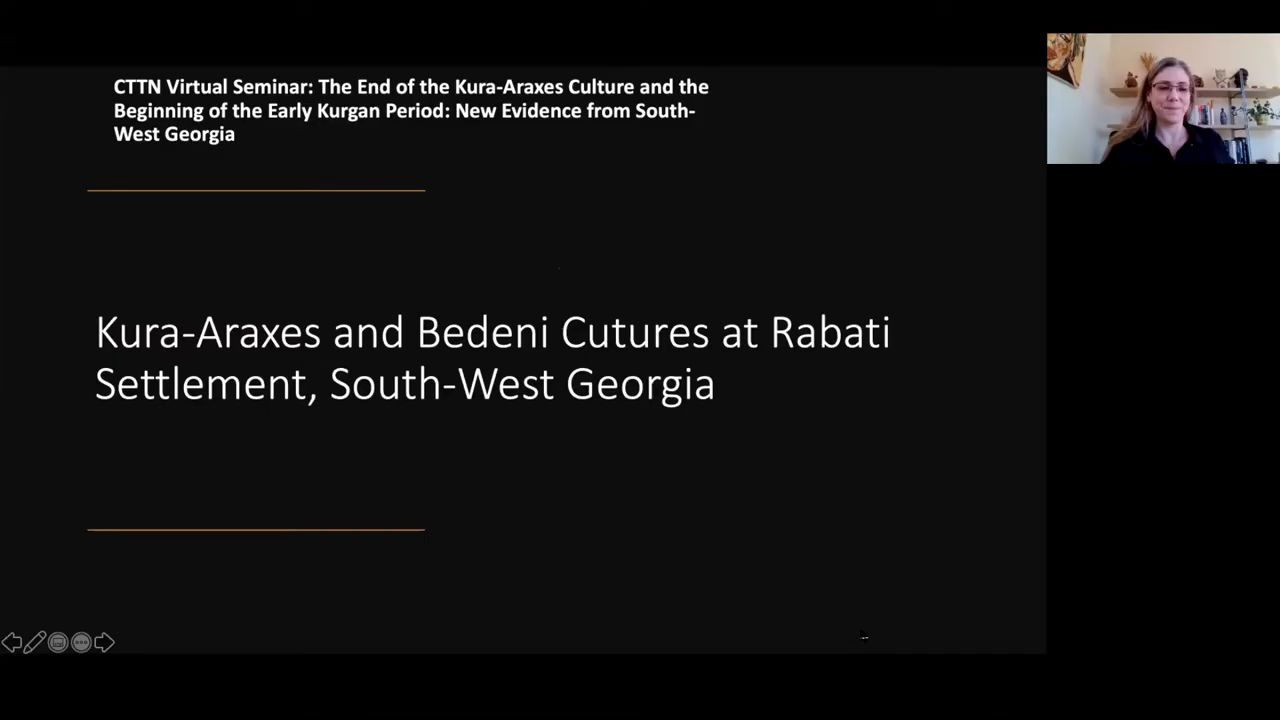 CTTN Virtual Seminar: The End of the Kura-Araxes Culture and the
Beginning of the Early Kurgan Period: New Evidence from South-
West Georgia
Kura-Araxes and Bedeni Cutures at Rabati
Settlement, South-West Georgia